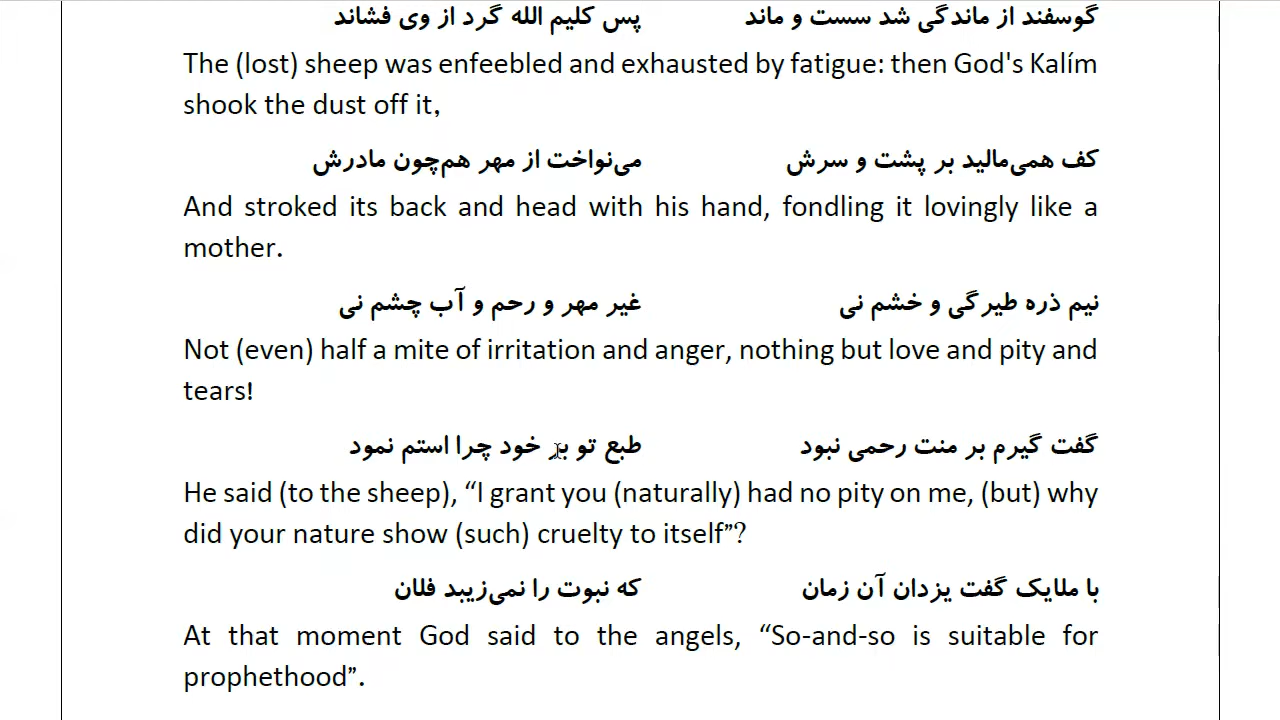 گوسفند از ماندگی شد سست و ماند    پس کلیم الله گرد از وی فشاند
The (lost) sheep was enfeebled and exhausted by fatigue: then God's Kalím
shook the dust off it,
کف همی‌مالید بر پشت و سرش    می‌نواخت از مهر هم‌چون مادرش
And stroked its back and head with his hand, fondling it lovingly like a
mother.
نیم ذره طیرگی و خشم نی    غیر مهر و رحم و آب چشم نی
Not (even) half a mite of irritation and anger, nothing but love and pity and
tears!
گفت گیرم بر منت رحمی نبود    طبع تو بر خود چرا استم نمود
He said (to the sheep), “I grant you (naturally) had no pity on me, (but) why
did your nature show (such) cruelty to itself”?
با ملایک گفت یزدان آن زمان    که نبوت را نمی‌زیبد فلان
At that moment God said to the angels, “So-and-so is suitable for
prophethood”.